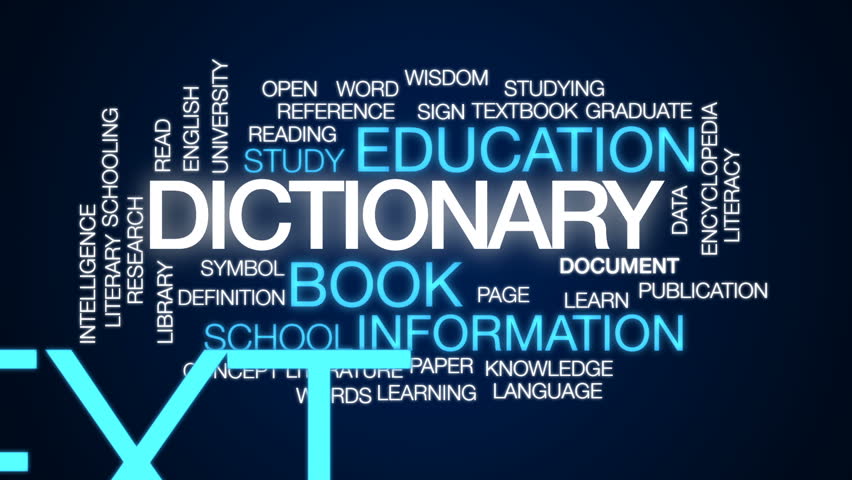 WISDOM
OPEN WORD STUDYING
REFERENCE SIGN TEXTBOOK GRADUATE
READING
STUDY EDUCATION
DICTIONARY
READ
ENGLISH
UNIVERSITY
SCHOOLING
INTELLIGENCE
LITERARY
RESEARCH
LIBRARY
DATA
ENCYCLOPEDIA
LITERACY
SYMBOL BOOK DOCUMENT
DEFINITION PAGE LEARN PUBLICATION
SCHOOL INFORMATION
CONCEPT LITERATURE PAPER KNOWLEDGE
WORDS LEARNING LANGUAGE
EXT